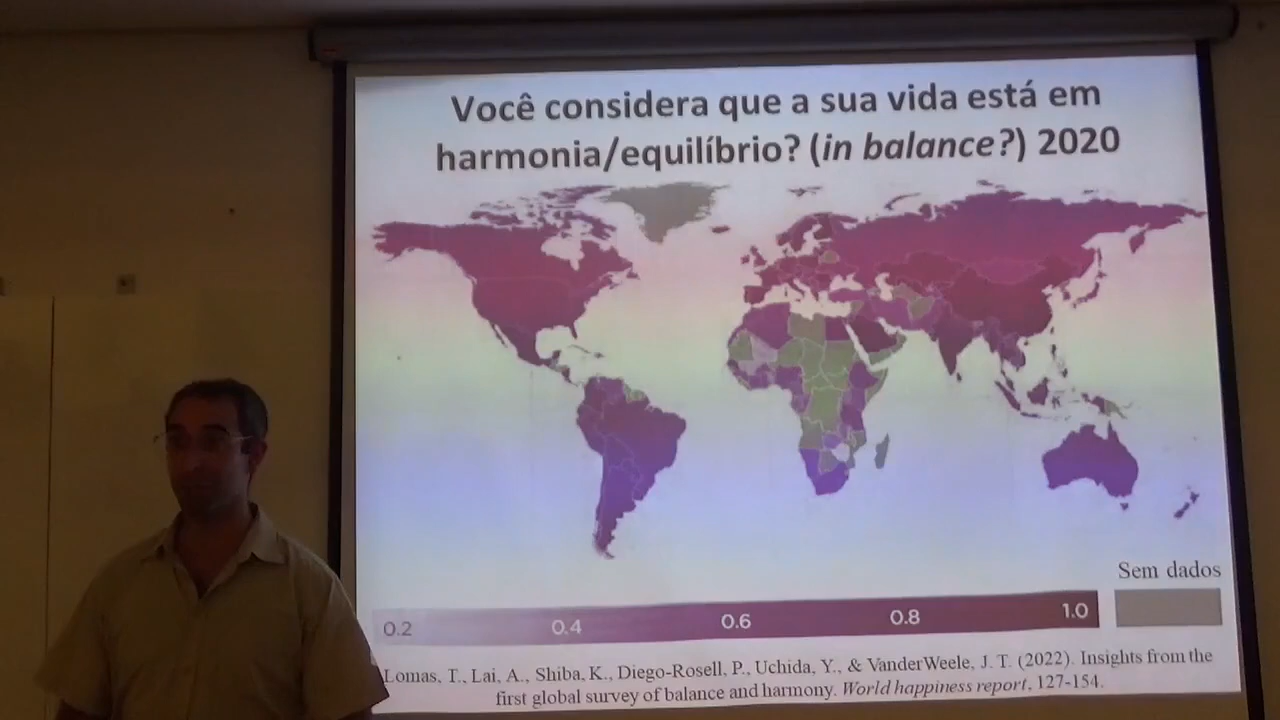 Você considera que a sua vida está em
harmonia/equilíbrio? (in balance?) 2020
Sem dados
0.2 0.4 0.6 0.8 1.0
Lomas, T., Lai, A., Shiba, K., Diego-Rosell, P., Uchida, Y., & VanderWeele, J. T. (2022). Insights from the
first global survey of balance and harmony. World happiness report, 127-154.